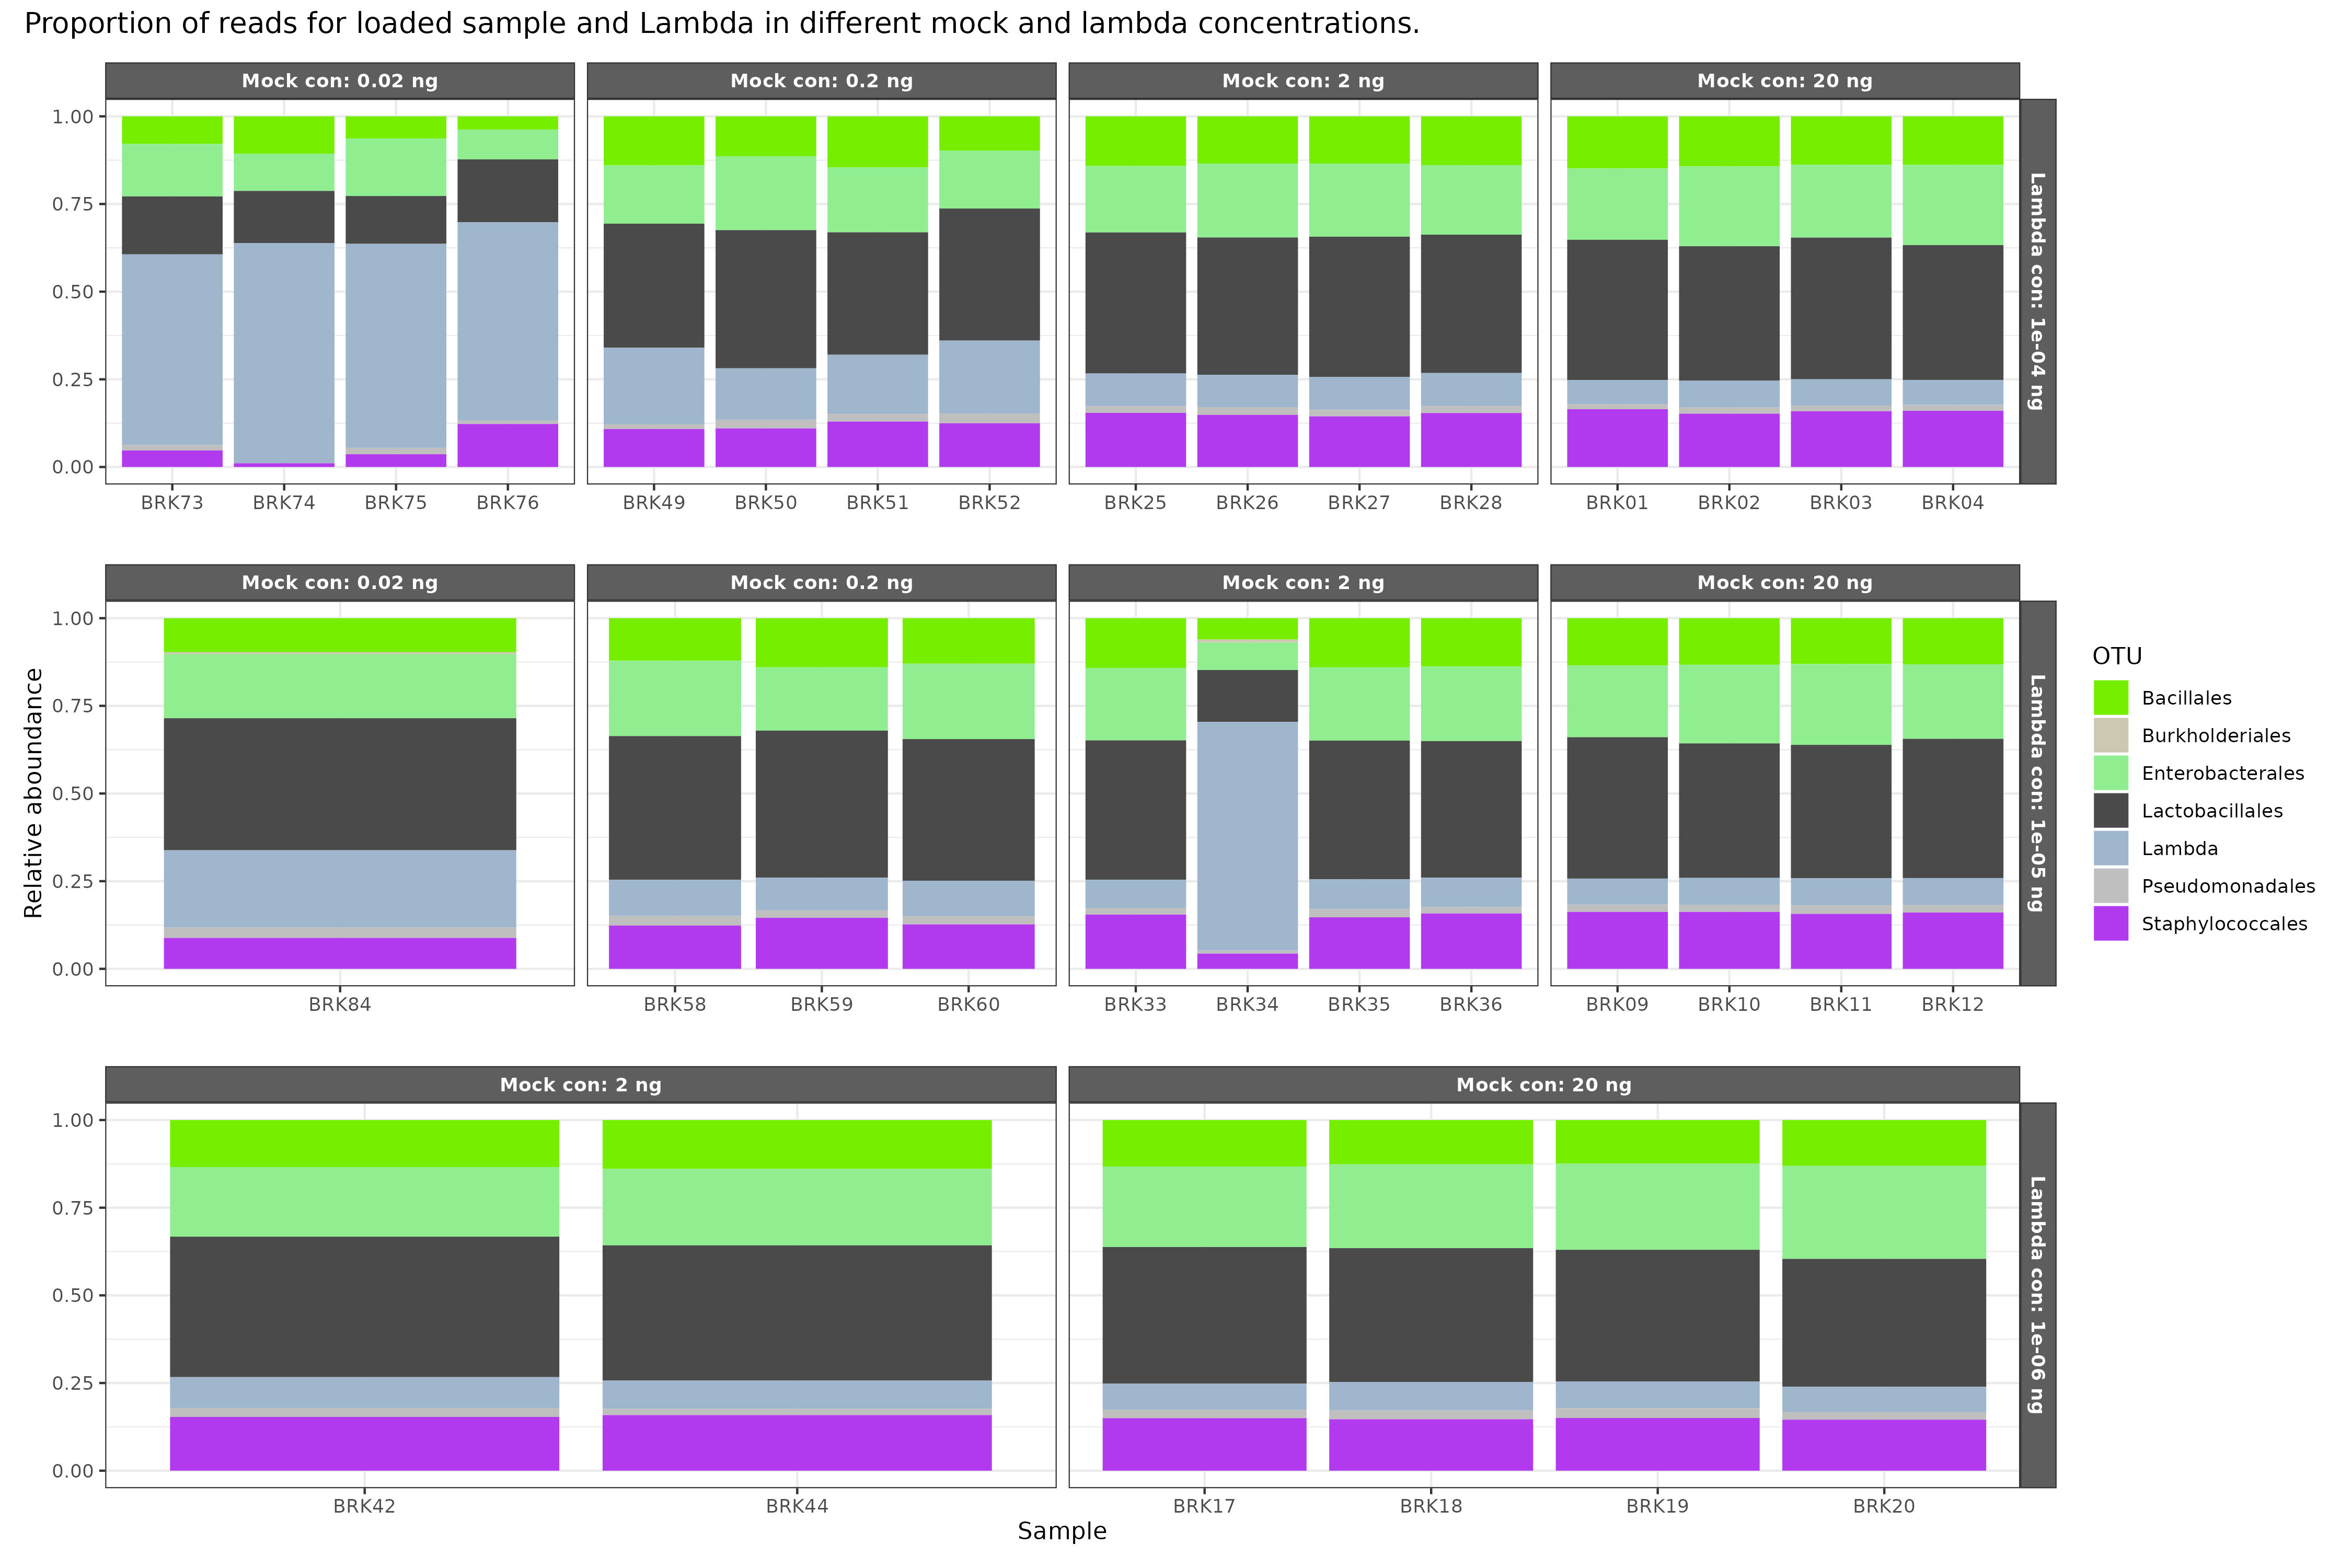 Proportion of reads for loaded sample and Lambda in different mock and lambda concentrations.
Mock con: 0.02 ng
Mock con: 0.2 ng
Mock con: 2 ng
Mock con: 20 ng
1.00
0.75
0.50
0.25
0.00
Lambda con: 1e-04 ng
BRK73 BRK74 BRK75 BRK76
BRK49 BRK50 BRK51 BRK52
BRK25 BRK26 BRK27 BRK28
BRK01 BRK02 BRK03 BRK04
Mock con: 0.02 ng
Mock con: 0.2 ng
Mock con: 2 ng
Mock con: 20 ng
Relative aboundance
1.00
0.75
0.50
0.25
0.00
Lambda con: 1e-05 ng
BRK84
BRK58 BRK59 BRK60
BRK33 BRK34 BRK35 BRK36
BRK09 BRK10 BRK11 BRK12
OTU
Bacillales
Burkholderiales
Enterobacterales
Lactobacillales
Lambda
Pseudomonadales
Staphylococcales
Mock con: 2 ng
Mock con: 20 ng
1.00
0.75
0.50
0.25
0.00
Lambda con: 1e-06 ng
BRK42 BRK44
BRK17 BRK18 BRK19 BRK20
Sample